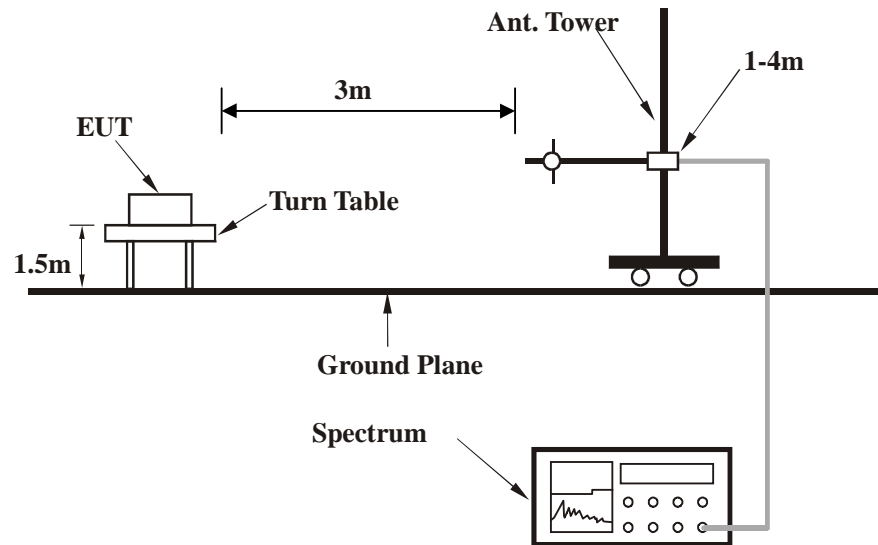 Ant. Tower
1-4m
3m
EUT
Turn Table
1.5m
Ground Plane
Spectrum